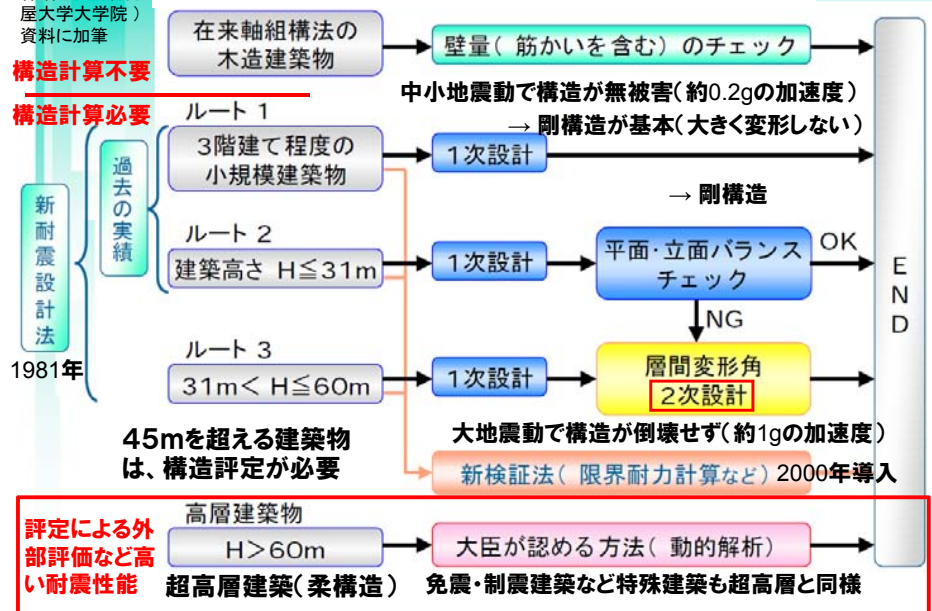 屋大学大学院）
資料に加筆
構造計算不要
構造計算必要
在来軸組構法の
木造建築物
壁量（筋かいを含む）のチェック
中小地震動で構造が無被害（約0.2gの加速度）
→ 剛構造が基本（大きく変形しない）
ルート 1
3階建て程度の
小規模建築物
1次設計
→ 剛構造
過去の実績
新耐震設計法
1981年
ルート 2
建築高さ H≦31m
1次設計
平面・立面バランス
チェック
OK
NG
END
ルート 3
31m＜ H≦60m
1次設計
層間変形角
2次設計
大地震動で構造が倒壊せず（約1gの加速度）
45mを超える建築物
は、構造評定が必要
新検証法（限界耐力計算など）2000年導入
評定による外
部評価など高
い耐震性能
高層建築物
H＞60m
超高層建築（柔構造）
大臣が認める方法（動的解析）
免震・制震建築など特殊建築も超高層と同様